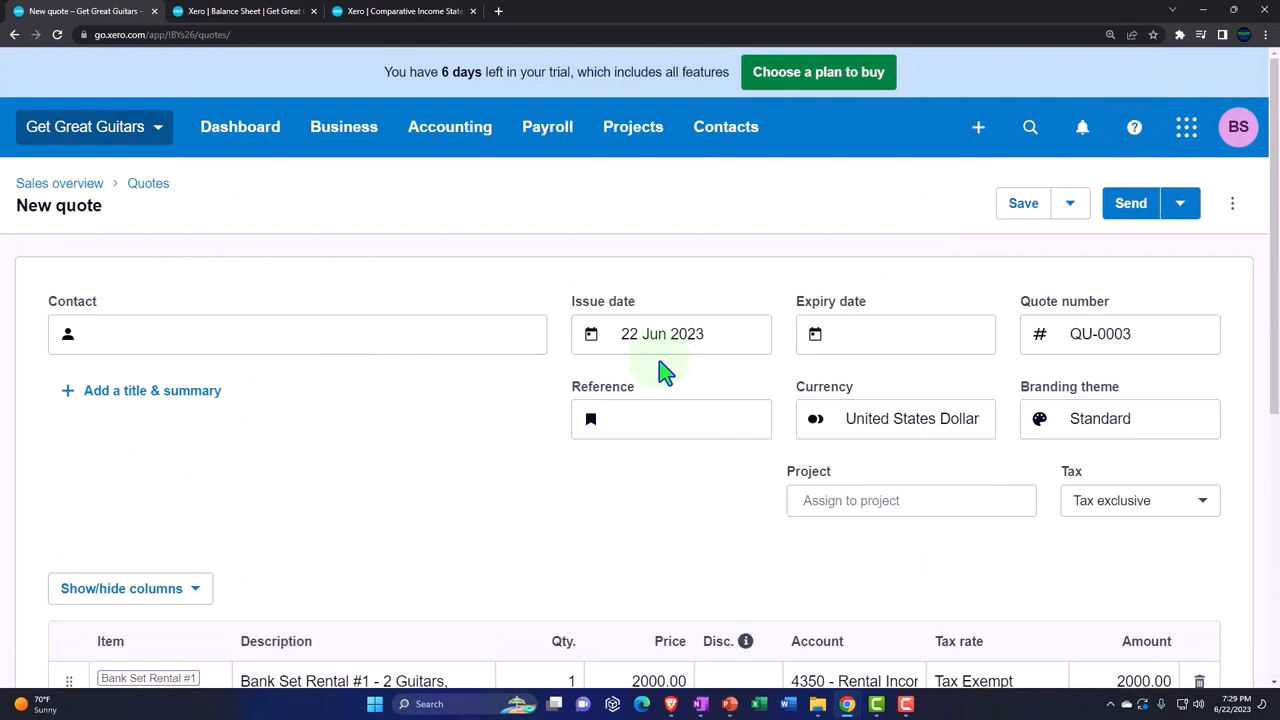 New quote – Get Great Guitars
Xero | Balance Sheet | Get Great
Xero | Comparative Income State
go.xero.com/app/!BYs26/quotes/
You have 6 days left in your trial, which includes all features
Choose a plan to buy
Get Great Guitars
Dashboard
Business
Accounting
Payroll
Projects
Contacts
BS
Sales overview
Quotes
New quote
Save
Send
Contact
Issue date
Expiry date
Quote number
22 Jun 2023
QU-0003
Add a title & summary
Reference
Currency
Branding theme
United States Dollar
Standard
Project
Tax
Assign to project
Tax exclusive
Show/hide columns
Item
Description
Qty.
Price
Disc.
Account
Tax rate
Amount
Bank Set Rental #1
Bank Set Rental #1 - 2 Guitars,
1
2000.00
4350 - Rental Incor
Tax Exempt
2000.00
70°F
Sunny
Search
7:29 PM
6/22/2023